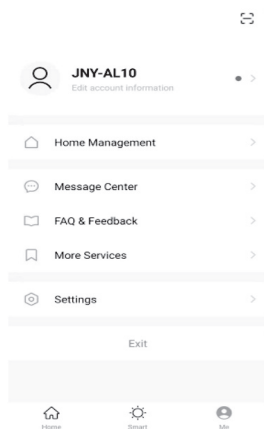 JNY-AL10
Edit account information
Home Management
Message Center
FAQ & Feedback
More Services
Settings
Exit
Home
Smart
Me